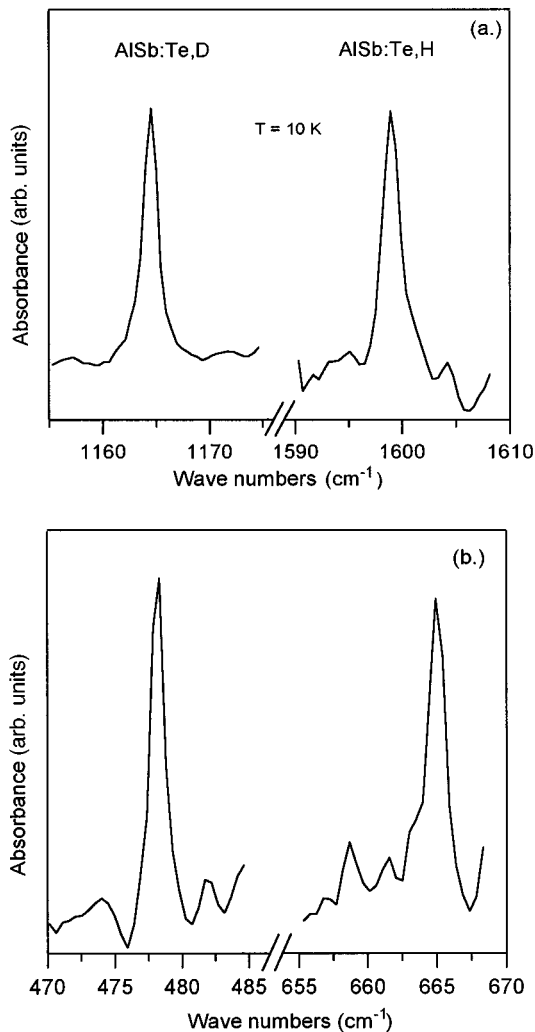 (a.)
AlSb:Te,D AlSb:Te,H
T = 10 K
Absorbance (arb. units)
1160 1170 1590 1600 1610
Wave numbers (cm⁻¹)
(b.)
Absorbance (arb. units)
470 475 480 485 655 660 665 670
Wave numbers (cm⁻¹)